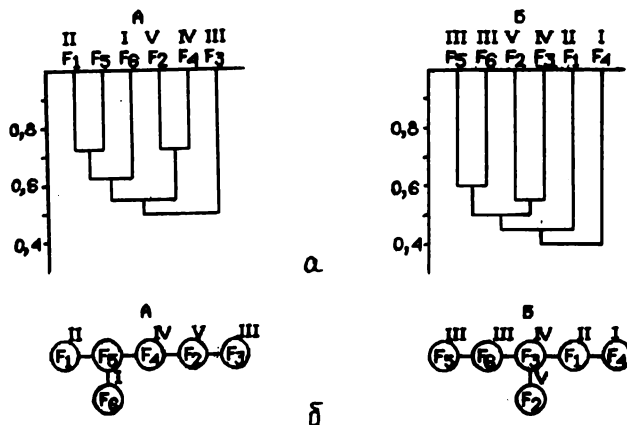 А
II I V IV III
F1 F5 F6 F2 F4 F3
0,8
0,6
0,4
Б
III III V IV II I
F5 F6 F2 F3 F1 F4
0,8
0,6
0,4
а
А
II IV V III
F1 F5 F4 F2 F3
I
F6
Б
III III IV II I
F5 F6 F3 F1 F4
V
F2
б